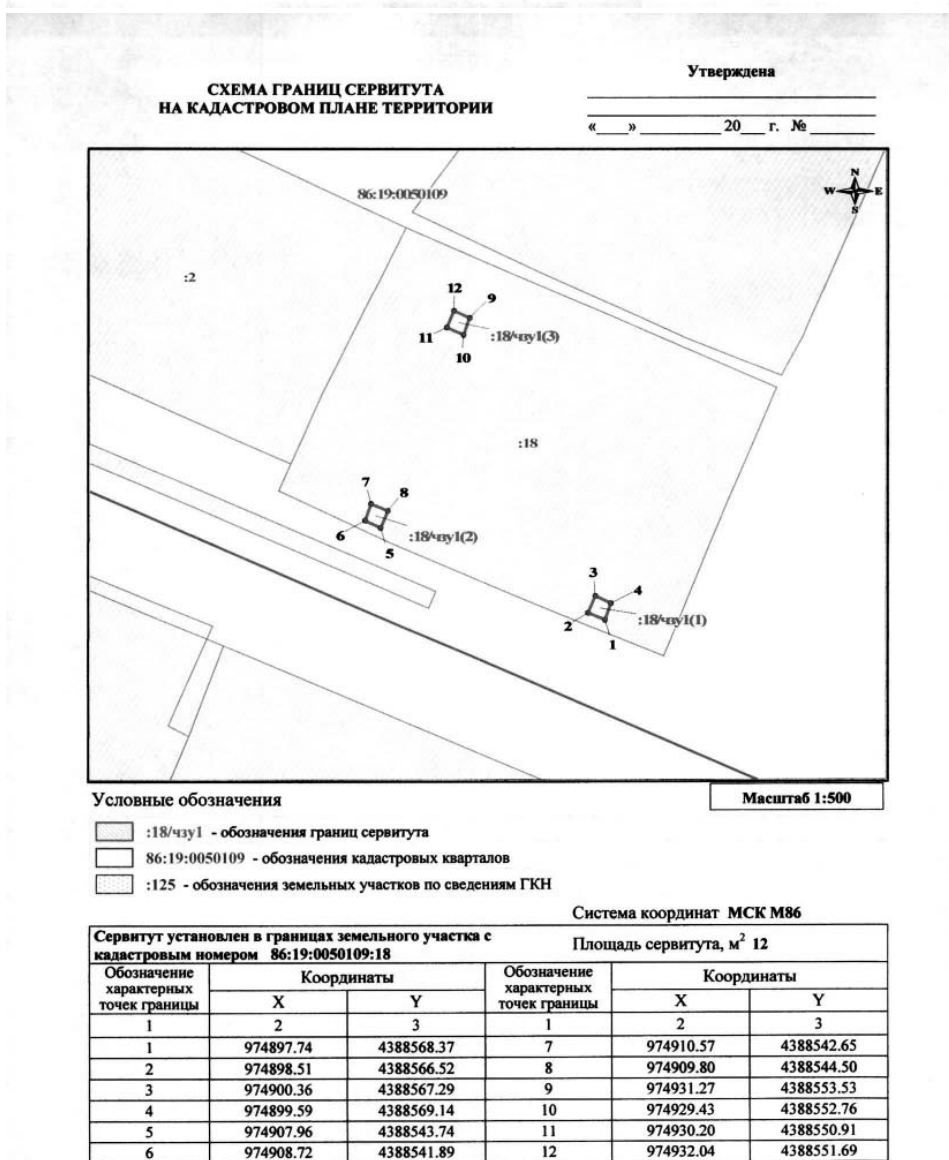 Утверждена
СХЕМА ГРАНИЦ СЕРВИТУТА
НА КАДАСТРОВОМ ПЛАНЕ ТЕРРИТОРИИ
«___»__________20___ г. №________
N
W E
S
86:19:0050109
:2
12
9
11
10
:18/чзу1(3)
:18
7
8
:18/чзу1(2)
6
5
3
4
:18/чзу1(1)
2
1
Условные обозначения
Масштаб 1:500
:18/чзу1 - обозначения границ сервитута
86:19:0050109 - обозначения кадастровых кварталов
:125 - обозначения земельных участков по сведениям ГКН
Система координат МСК М86
Сервитут установлен в границах земельного участка с
кадастровым номером 86:19:0050109:18
Площадь сервитута, м2 12
Обозначение характерных точек границы Координаты Обозначение характерных точек границы Координаты
X Y X Y
1 2 3 1 2 3
1 974897.74 4388568.37 7 974910.57 4388542.65
2 974898.51 4388566.52 8 974909.80 4388544.50
3 974900.36 4388567.29 9 974931.27 4388553.53
4 974899.59 4388569.14 10 974929.43 4388552.76
5 974907.96 4388543.74 11 974930.20 4388550.91
6 974908.72 4388541.89 12 974932.04 4388551.69